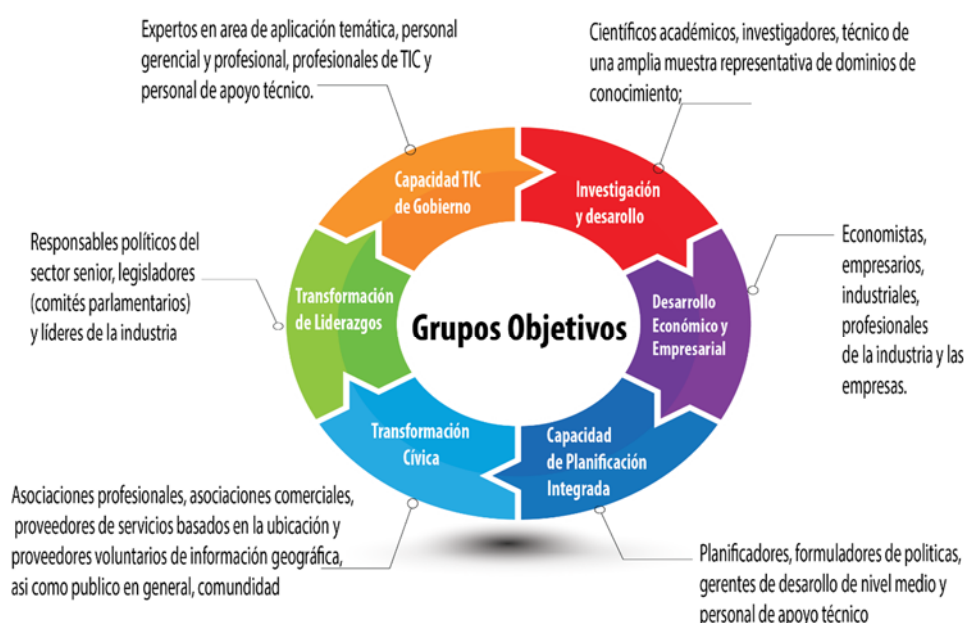 Expertos en area de aplicación temática, personal
gerencial y profesional, profesionales de TIC y
personal de apoyo técnico.
Científicos académicos, investigadores, técnico de
una amplia muestra representativa de dominios de
conocimiento;
Capacidad TIC
de Gobierno
Investigación
y desarollo
Responsables políticos del
sector senior, legisladores
(comités parlamentarios)
y líderes de la industria
Transformación
de Liderazgos
Grupos Objetivos
Desarrollo
Económico y
Empresarial
Economistas,
empresarios,
industriales,
profesionales
de la industria y las
empresas.
Transformación
Cívica
Capacidad
de Planificación
Integrada
Asociaciones profesionales, asociaciones comerciales,
proveedores de servicios basados en la ubicación y
proveedores voluntarios de información geográfica,
asi como publico en general, comunidad
Planificadores, formuladores de politicas,
gerentes de desarollo de nivel medio y
personal de apoyo técnico